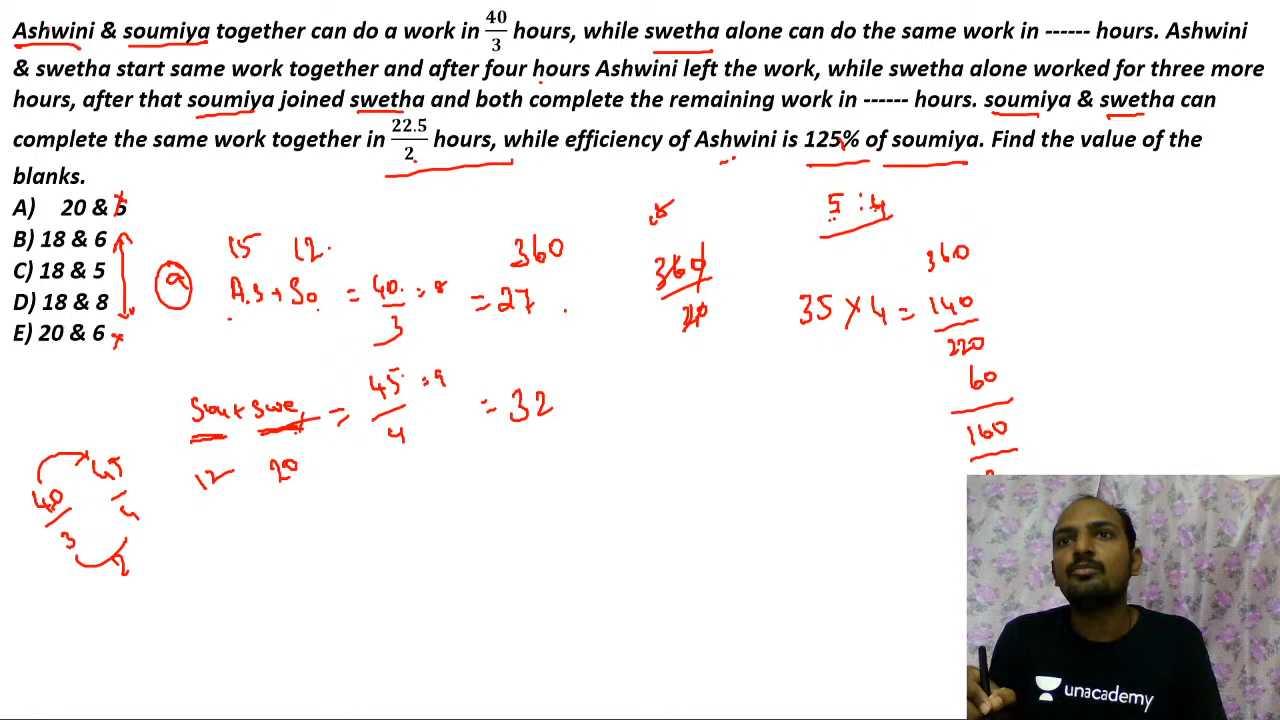 Ashwini & soumiya together can do a work in 40/3 hours, while swetha alone can do the same work in ------ hours. Ashwini
& swetha start same work together and after four hours Ashwini left the work, while swetha alone worked for three more
hours, after that soumiya joined swetha and both complete the remaining work in ------ hours. soumiya & swetha can
complete the same work together in 22.5/2 hours, while efficiency of Ashwini is 125% of soumiya. Find the value of the
blanks.
A) 20 & 5
B) 18 & 6
C) 18 & 5
D) 18 & 8
E) 20 & 6
5 : 4
15 12
360
A.s + So = 40/3 = 8 = 27
360/20
360
35 x 4 = 140
220
60
160
Sou + Swe = 45/4 = 9 = 32
12 20
40/3 45/4
unacademy